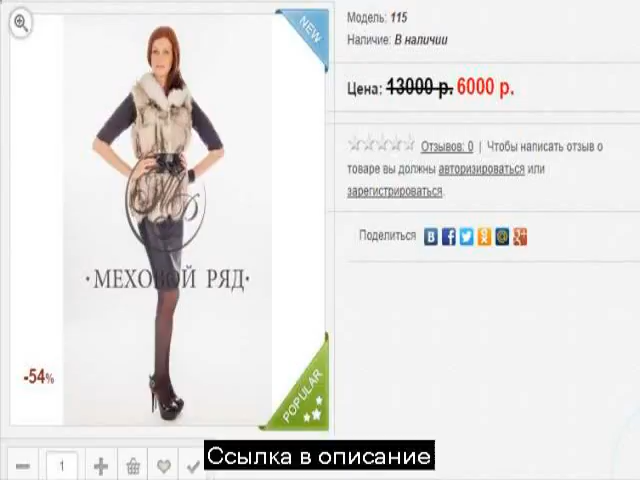 NEW
Модель: 115
Наличие: В наличии
Цена: 13000 р. 6000 р.
Отзывов: 0 | Чтобы написать отзыв о
товаре вы должны авторизироваться или
зарегистрироваться.
Поделиться
·МЕХОВОЙ РЯД·
-54%
POPULAR
1
Ссылка в описание